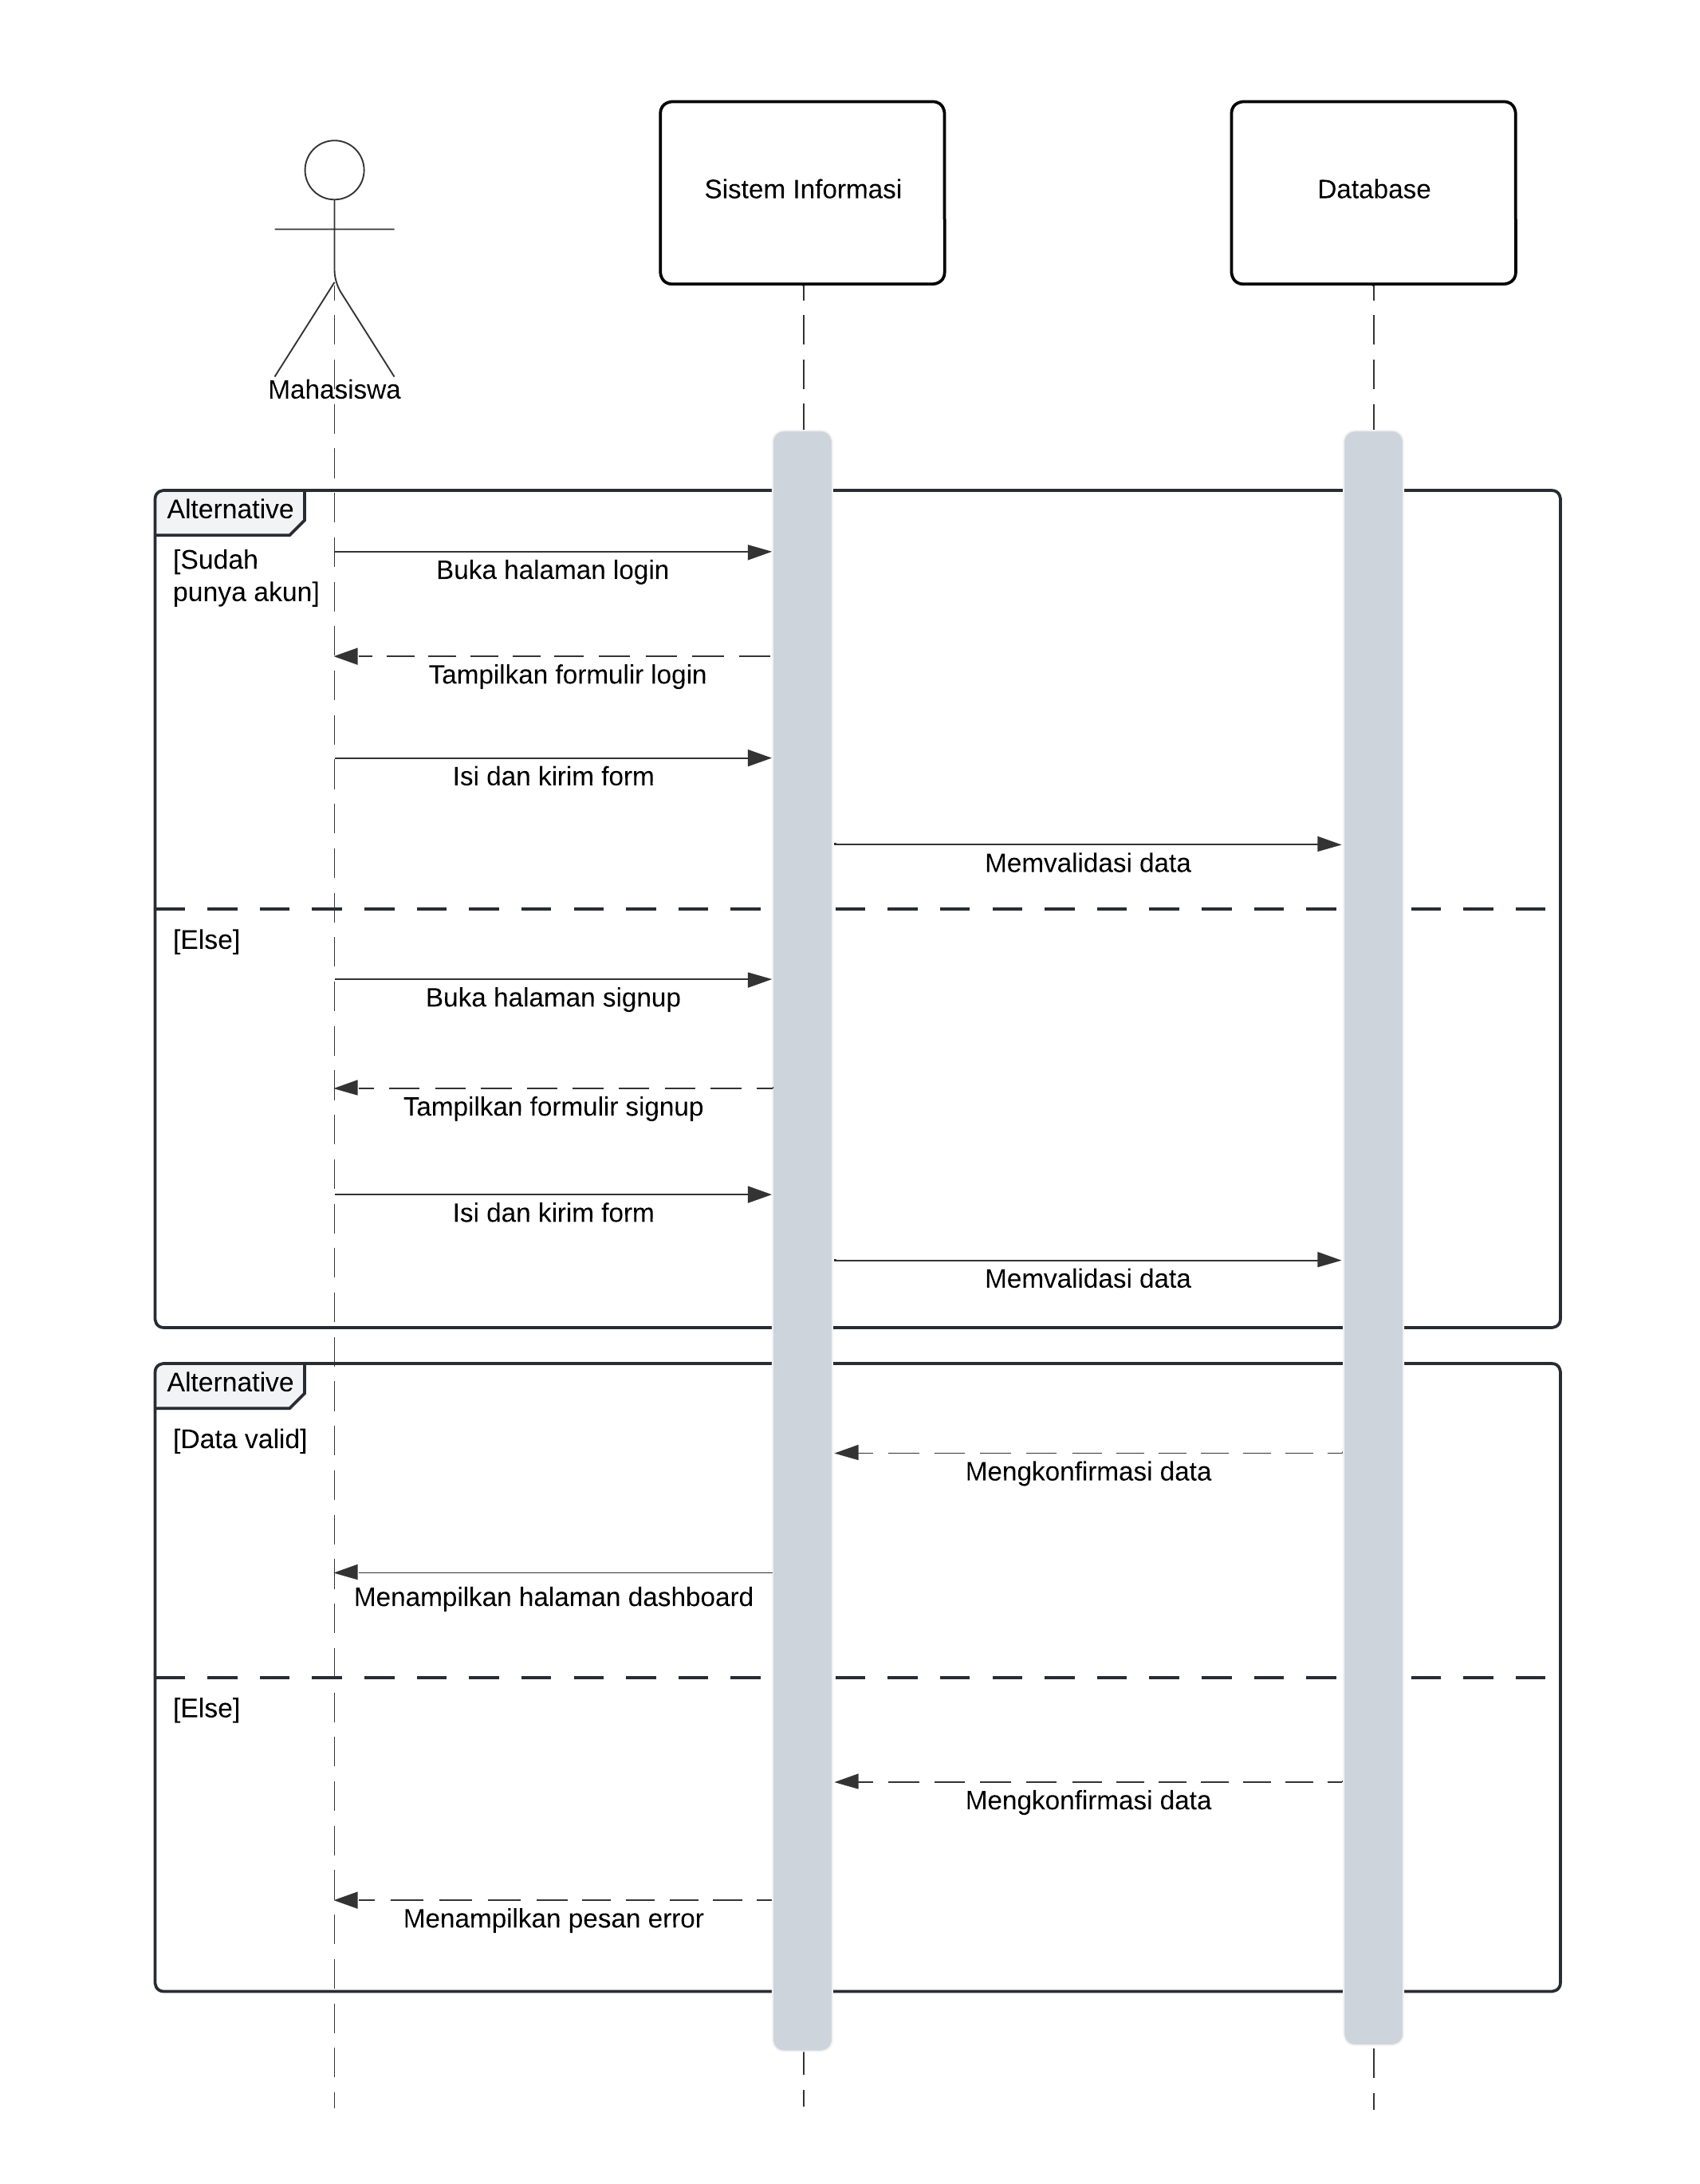 Sistem Informasi
Database
Mahasiswa
Alternative
[Sudah
punya akun]
Buka halaman login
Tampilkan formulir login
Isi dan kirim form
Memvalidasi data
[Else]
Buka halaman signup
Tampilkan formulir signup
Isi dan kirim form
Memvalidasi data
Alternative
[Data valid]
Mengkonfirmasi data
Menampilkan halaman dashboard
[Else]
Mengkonfirmasi data
Menampilkan pesan error